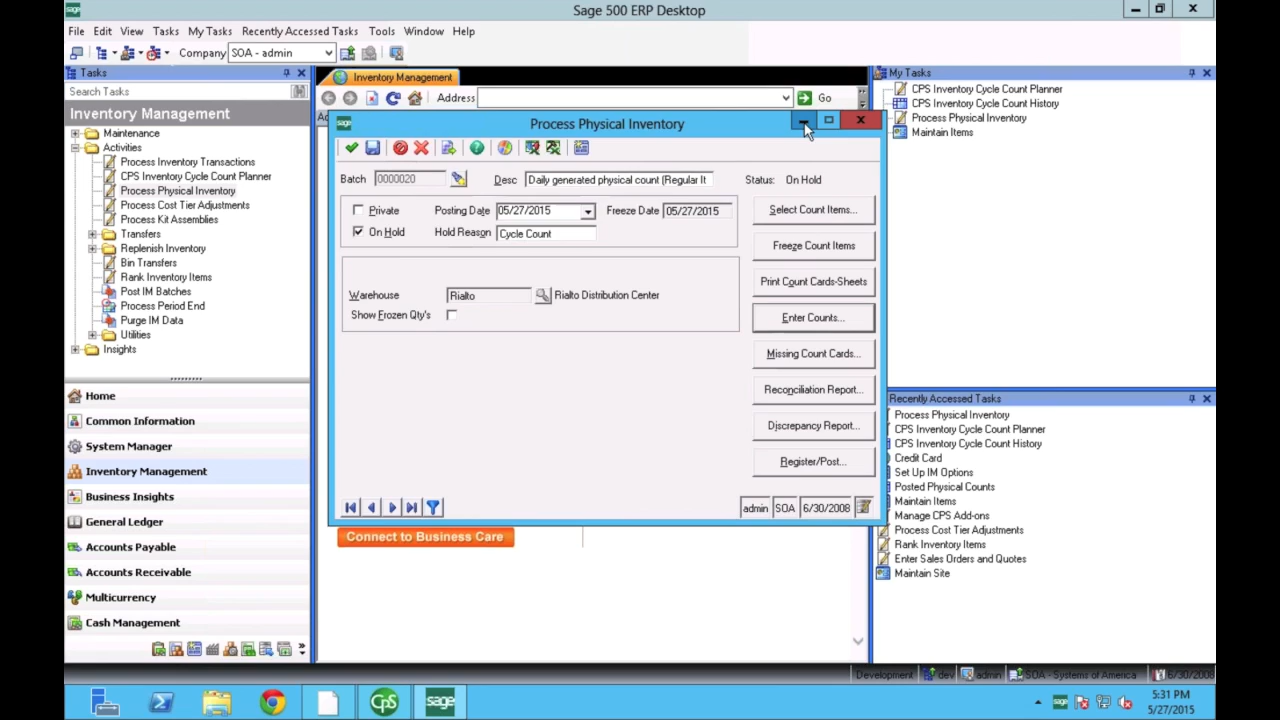 Sage 500 ERP Desktop
File Edit View Tasks My Tasks Recently Accessed Tasks Tools Window Help
Company SOA - admin
Tasks
Search Tasks
Inventory Management
Maintenance
Activities
Process Inventory Transactions
CPS Inventory Cycle Count Planner
Process Physical Inventory
Process Cost Tier Adjustments
Process Kit Assemblies
Transfers
Replenish Inventory
Bin Transfers
Rank Inventory Items
Post IM Batches
Process Period End
Purge IM Data
Utilities
Insights
Home
Common Information
System Manager
Inventory Management
Business Insights
General Ledger
Accounts Payable
Accounts Receivable
Multicurrency
Cash Management
Inventory Management
Address
Go
sage
Process Physical Inventory
Batch 0000020 Desc Daily generated physical count (Regular It Status: On Hold
Private Posting Date 05/27/2015 Freeze Date 05/27/2015
On Hold Hold Reason Cycle Count
Warehouse Rialto Rialto Distribution Center
Show Frozen Qty's
Select Count Items...
Freeze Count Items
Print Count Cards-Sheets
Enter Counts...
Missing Count Cards...
Reconciliation Report...
Discrepancy Report...
Register/Post...
admin SOA 6/30/2008
Connect to Business Care
My Tasks
CPS Inventory Cycle Count Planner
CPS Inventory Cycle Count History
Process Physical Inventory
Maintain Items
Recently Accessed Tasks
Process Physical Inventory
CPS Inventory Cycle Count Planner
CPS Inventory Cycle Count History
Credit Card
Set Up IM Options
Posted Physical Counts
Maintain Items
Manage CPS Add-ons
Process Cost Tier Adjustments
Rank Inventory Items
Enter Sales Orders and Quotes
Maintain Site
Development dev admin SOA - Systems of America 6/30/2008
CPS
sage
sage
5:31 PM
5/27/2015